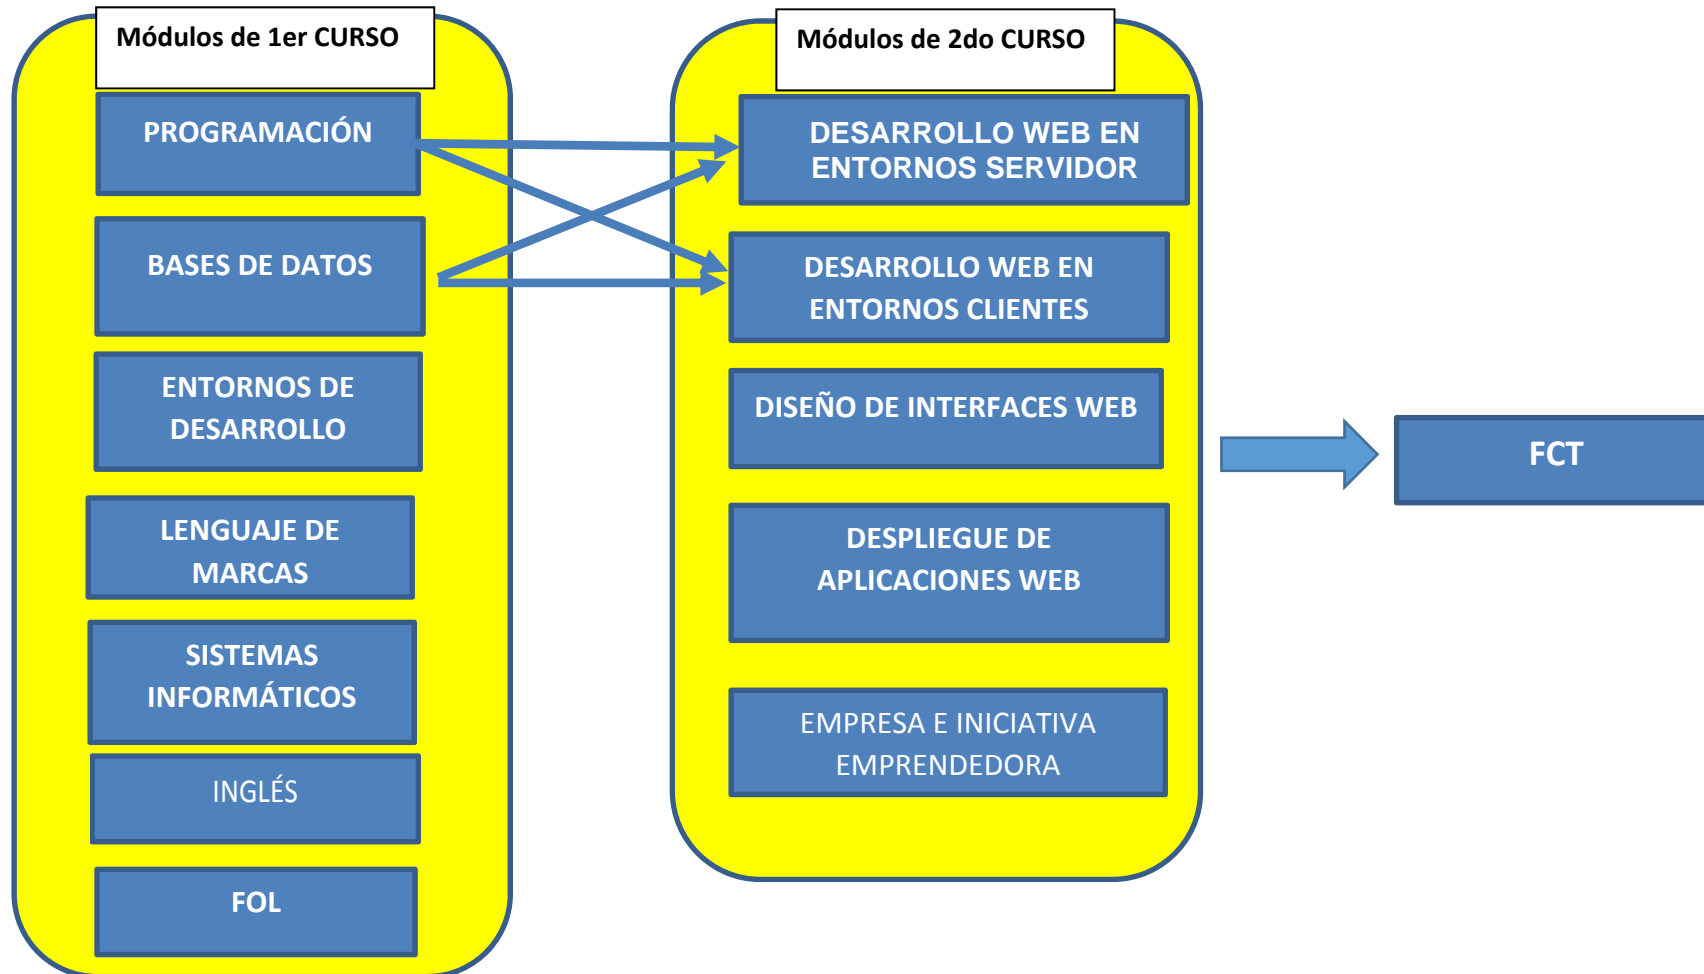 Módulos de 1er CURSO
PROGRAMACIÓN
BASES DE DATOS
ENTORNOS DE
DESARROLLO
LENGUAJE DE
MARCAS
SISTEMAS
INFORMÁTICOS
INGLÉS
FOL
Módulos de 2do CURSO
DESARROLLO WEB EN
ENTORNOS SERVIDOR
DESARROLLO WEB EN
ENTORNOS CLIENTES
DISEÑO DE INTERFACES WEB
DESPLIEGUE DE
APLICACIONES WEB
EMPRESA E INICIATIVA
EMPRENDEDORA
FCT